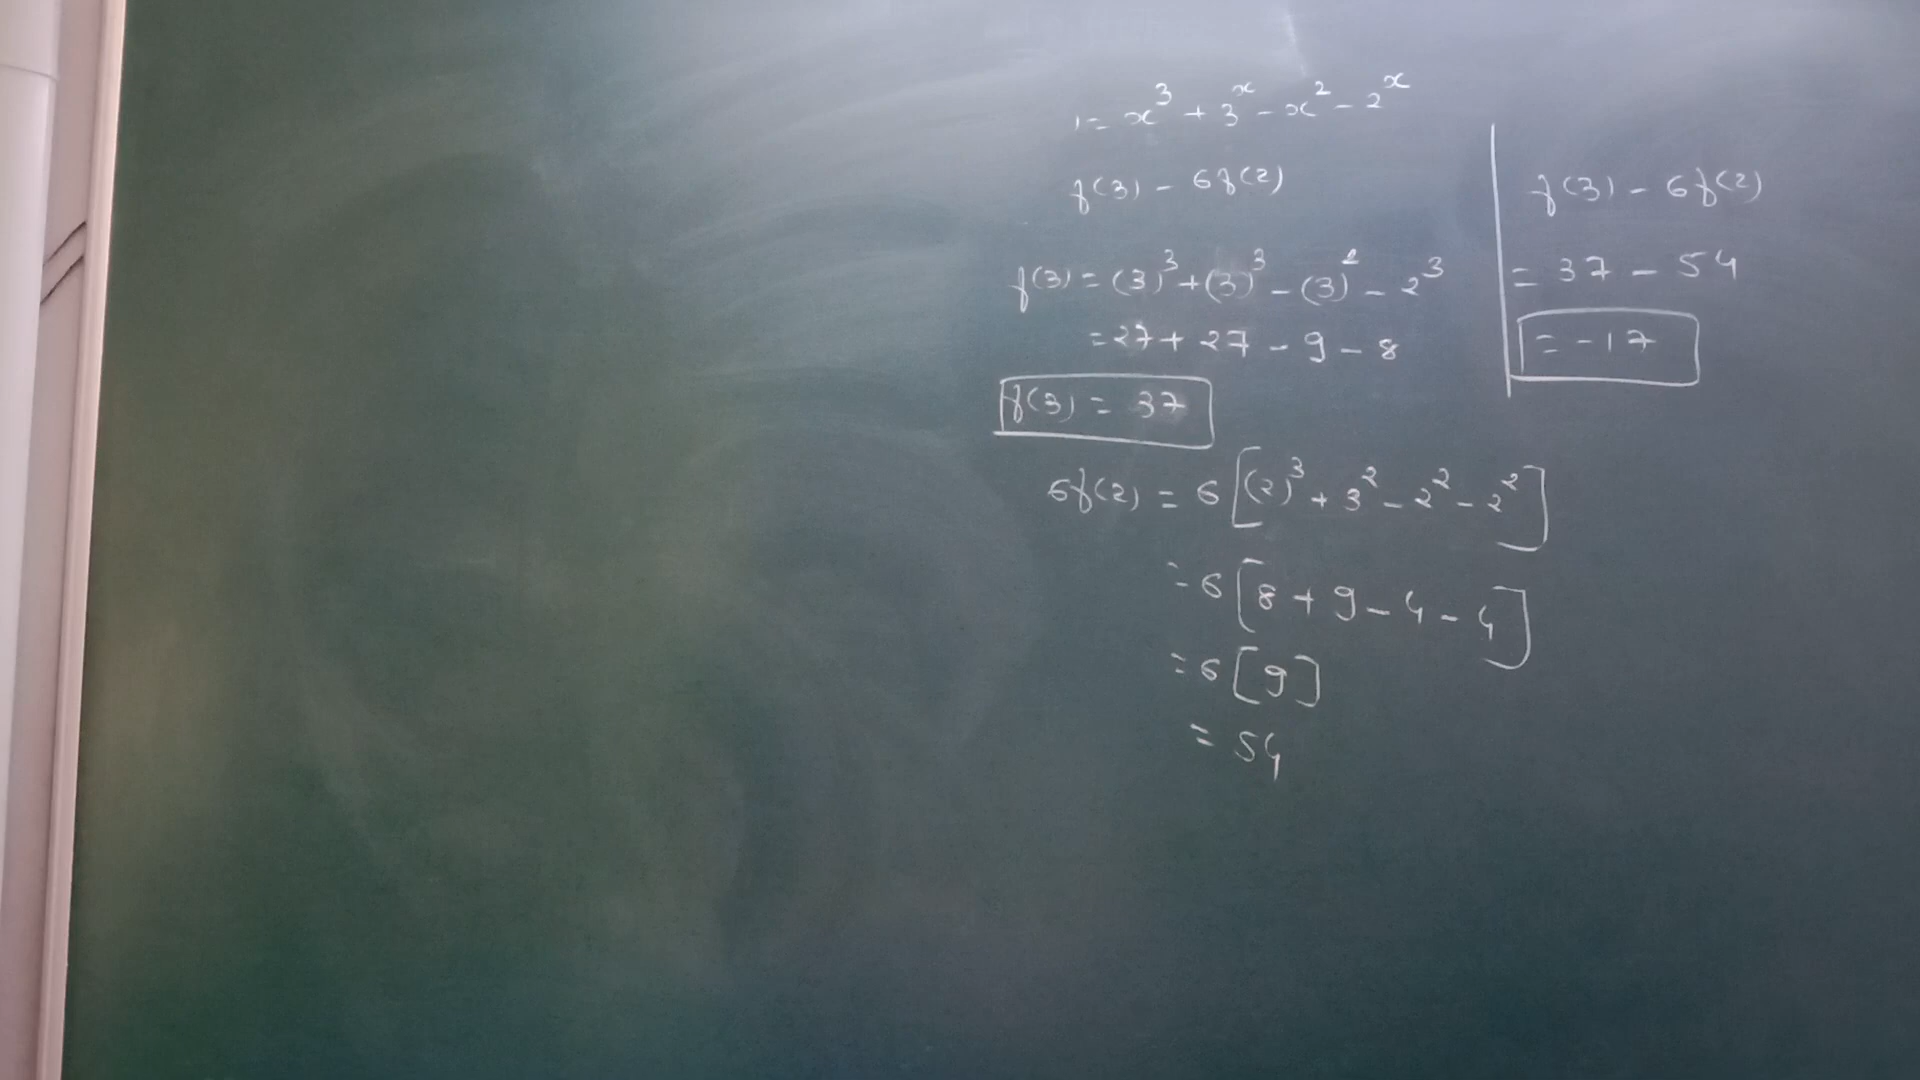 1 = x³ + 3ˣ - x² - 2ˣ
f(3) - 6f(2)
f(3) = (3)³ + (3)³ - (3)² - 2³
= 27 + 27 - 9 - 8
f(3) = 37
6f(2) = 6[(2)³ + 3² - 2² - 2²]
= 6[8 + 9 - 4 - 4]
= 6[9]
= 54
f(3) - 6f(2)
= 37 - 54
= -17